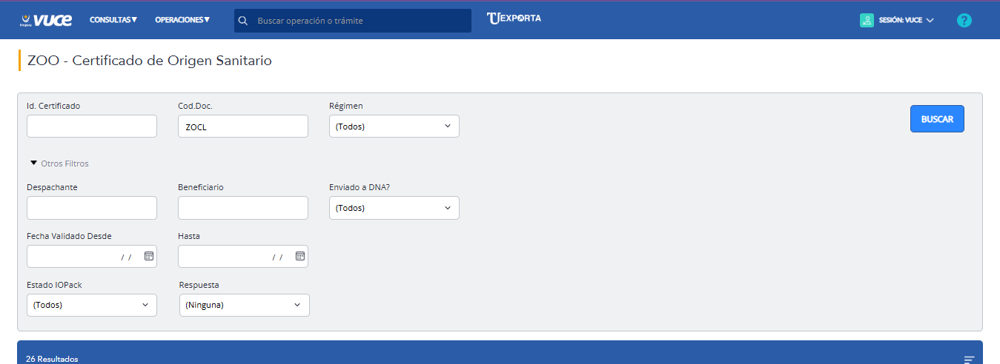 Uruguay VUCE CONSULTAS▼ OPERACIONES▼ Buscar operación o trámite TU EXPORTA SESIÓN: VUCE ?
ZOO - Certificado de Origen Sanitario
Id. Certificado Cod.Doc. Régimen
ZOCL (Todos) BUSCAR
▼ Otros Filtros
Despachante Beneficiario Enviado a DNA?
(Todos)
Fecha Validado Desde Hasta
/ / / /
Estado IOPack Respuesta
(Todos) (Ninguna)
26 Resultados